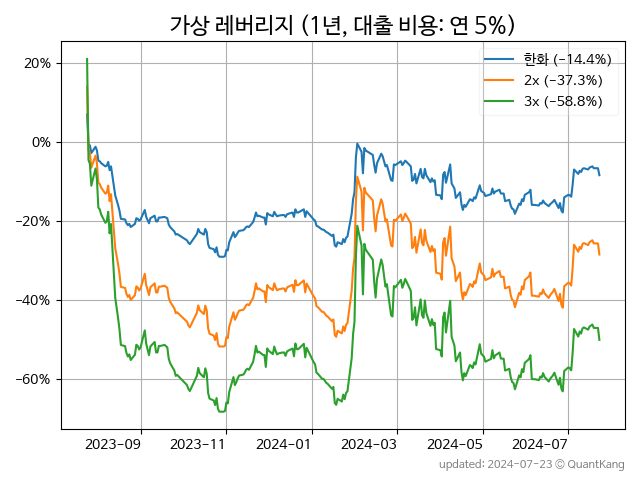 가상 레버리지 (1년, 대출 비용: 연 5%)
한화 (−14.4%)
2x (−37.3%)
3x (−58.8%)
20%
0%
−20%
−40%
−60%
2023-09 2023-11 2024-01 2024-03 2024-05 2024-07
updated: 2024-07-23 © QuantKang